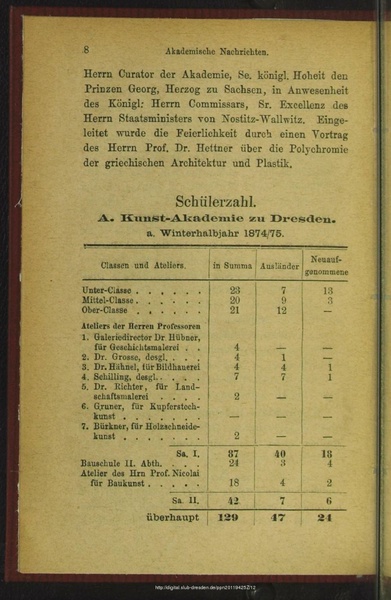 8 Akademische Nachrichten.
Herrn Curator der Akademie, Se. königl. Hoheit den
Prinzen Georg, Herzog zu Sachsen, in Anwesenheit
des Königl. Herrn Commissars, Sr. Excellenz des
Herrn Staatsministers von Nostitz-Wallwitz. Einge-
leitet wurde die Feierlichkeit durch einen Vortrag
des Herrn Prof. Dr. Hettner über die Polychromie
der griechischen Architektur und Plastik.
Schülerzahl.
A. Kunst-Akademie zu Dresden.
a. Winterhalbjahr 1874/75.
Classen und Ateliers. in Summa Ausländer Neuauf-
genommene
Unter-Classe . . . . . . 23 7 13
Mittel-Classe . . . . . . 20 9 3
Ober-Classe . . . . . . 21 12 —
Ateliers der Herren Professoren
1. Galeriedirector Dr. Hübner,
für Geschichtsmalerei . . 4 — —
2. Dr. Grosse, desgl. . . . 4 1 —
3. Dr. Hähnel, für Bildhauerei 4 4 1
4. Schilling, desgl. . . . . 7 7 1
5. Dr. Richter, für Land-
schaftsmalerei . . . . 2 — —
6. Gruner, für Kupferstech-
kunst . . . . . . . — — —
7. Bürkner, für Holzschneide-
kunst . . . . . . . 2 — —
Sa. I. 87 40 18
Bauschule II. Abth. . . . 24 3 4
Atelier des Hrn Prof. Nicolai
für Baukunst . . . . . 18 4 2
Sa. II. 42 7 6
überhaupt 129 47 24
http://digital.slub-dresden.de/ppn20118425Z/12